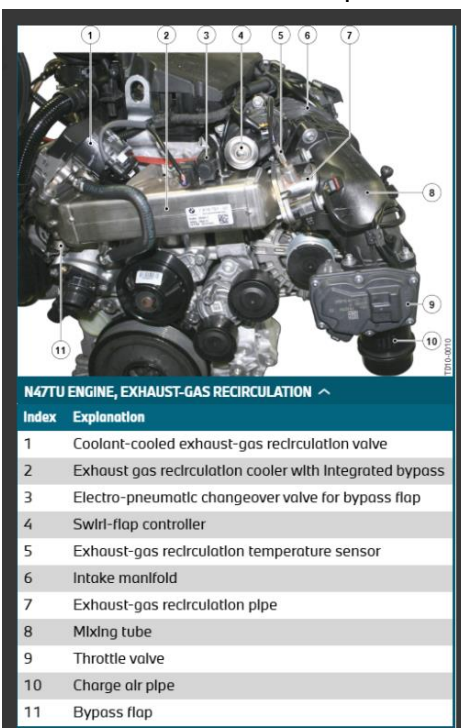 1
2
3
4
5
6
7
8
9
10
11
TD10-0010
N47TU ENGINE, EXHAUST-GAS RECIRCULATION
Index Explanation
1 Coolant-cooled exhaust-gas recirculation valve
2 Exhaust gas recirculation cooler with integrated bypass
3 Electro-pneumatic changeover valve for bypass flap
4 Swirl-flap controller
5 Exhaust-gas recirculation temperature sensor
6 Intake manifold
7 Exhaust-gas recirculation pipe
8 Mixing tube
9 Throttle valve
10 Charge air pipe
11 Bypass flap